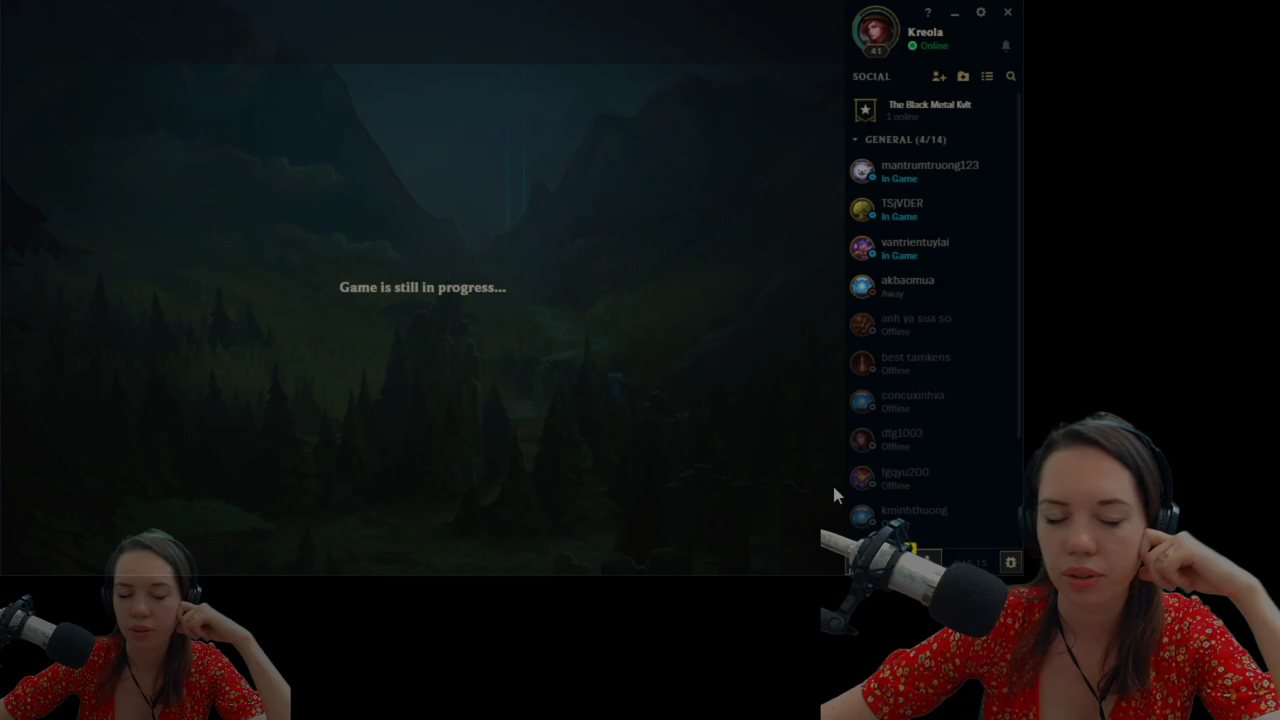 ?
Kreola
41
Online
SOCIAL
The Black Metal Kvlt
1 online
GENERAL (4/14)
mantrumtruong123
In Game
TSjVDER
In Game
vantrientuylai
In Game
Game is still in progress...
akbaomua
Away
anh ya sua so
Offline
best tamkens
Offline
concuxinhva
Offline
dfg1003
Offline
fgqyu200
Offline
kminhthuong